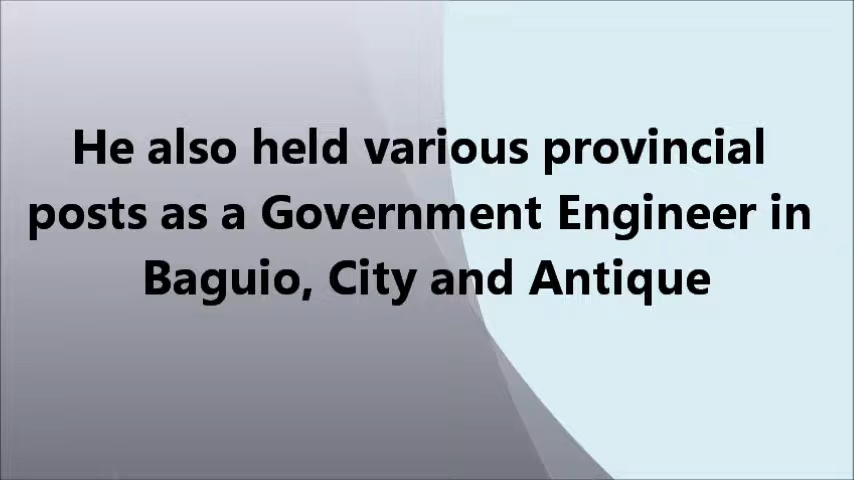 He also held various provincial
posts as a Government Engineer in
Baguio, City and Antique